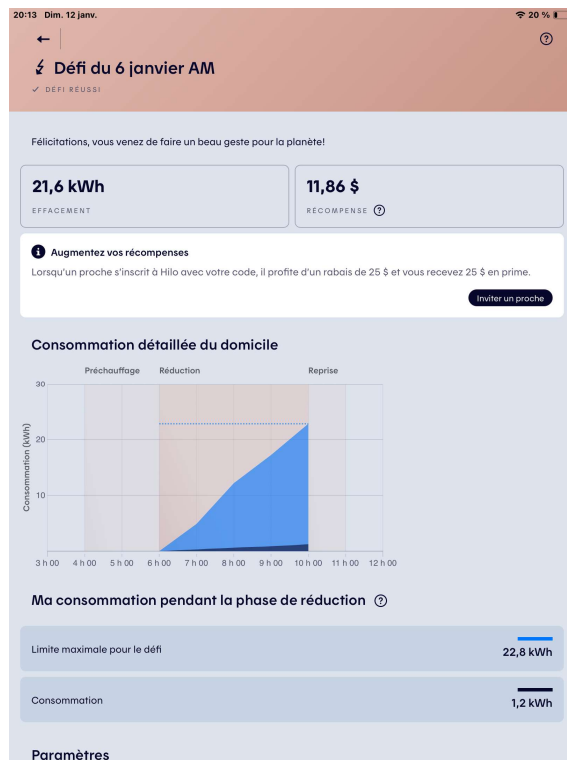 20:13 Dim. 12 janv.
20 %
Défi du 6 janvier AM
DÉFI RÉUSSI
Félicitations, vous venez de faire un beau geste pour la planète!
21,6 kWh
EFFACEMENT
11,86 $
RÉCOMPENSE ?
Augmentez vos récompenses
Lorsqu'un proche s'inscrit à Hilo avec votre code, il profite d'un rabais de 25 $ et vous recevez 25 $ en prime.
Inviter un proche
Consommation détaillée du domicile
Préchauffage Réduction Reprise
Consommation (kWh)
30
20
10
3 h 00 4 h 00 5 h 00 6 h 00 7 h 00 8 h 00 9 h 00 10 h 00 11 h 00 12 h 00
Ma consommation pendant la phase de réduction ?
Limite maximale pour le défi
22,8 kWh
Consommation
1,2 kWh
Paramètres